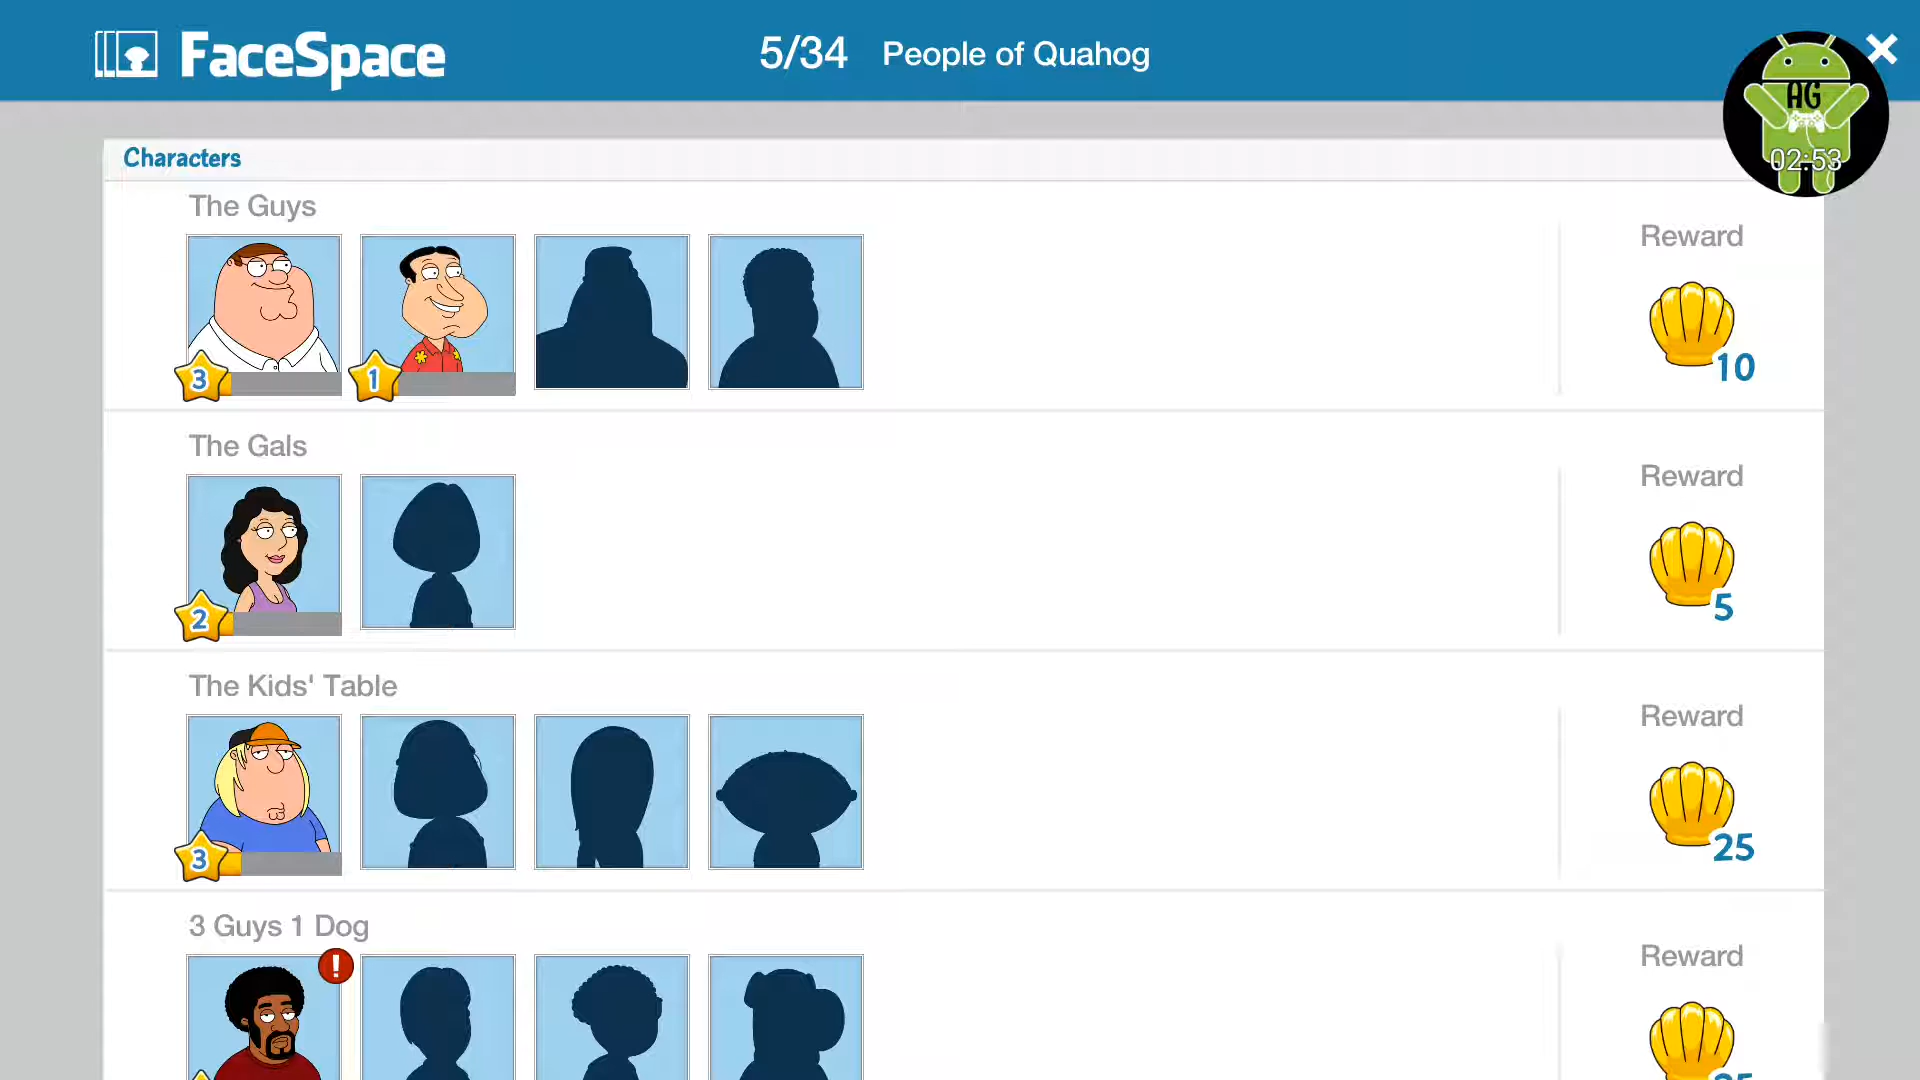 FaceSpace
5/34 People of Quahog
AG
02:53
Characters
The Guys
Reward
3
1
10
The Gals
Reward
2
5
The Kids' Table
Reward
3
25
3 Guys 1 Dog
!
Reward